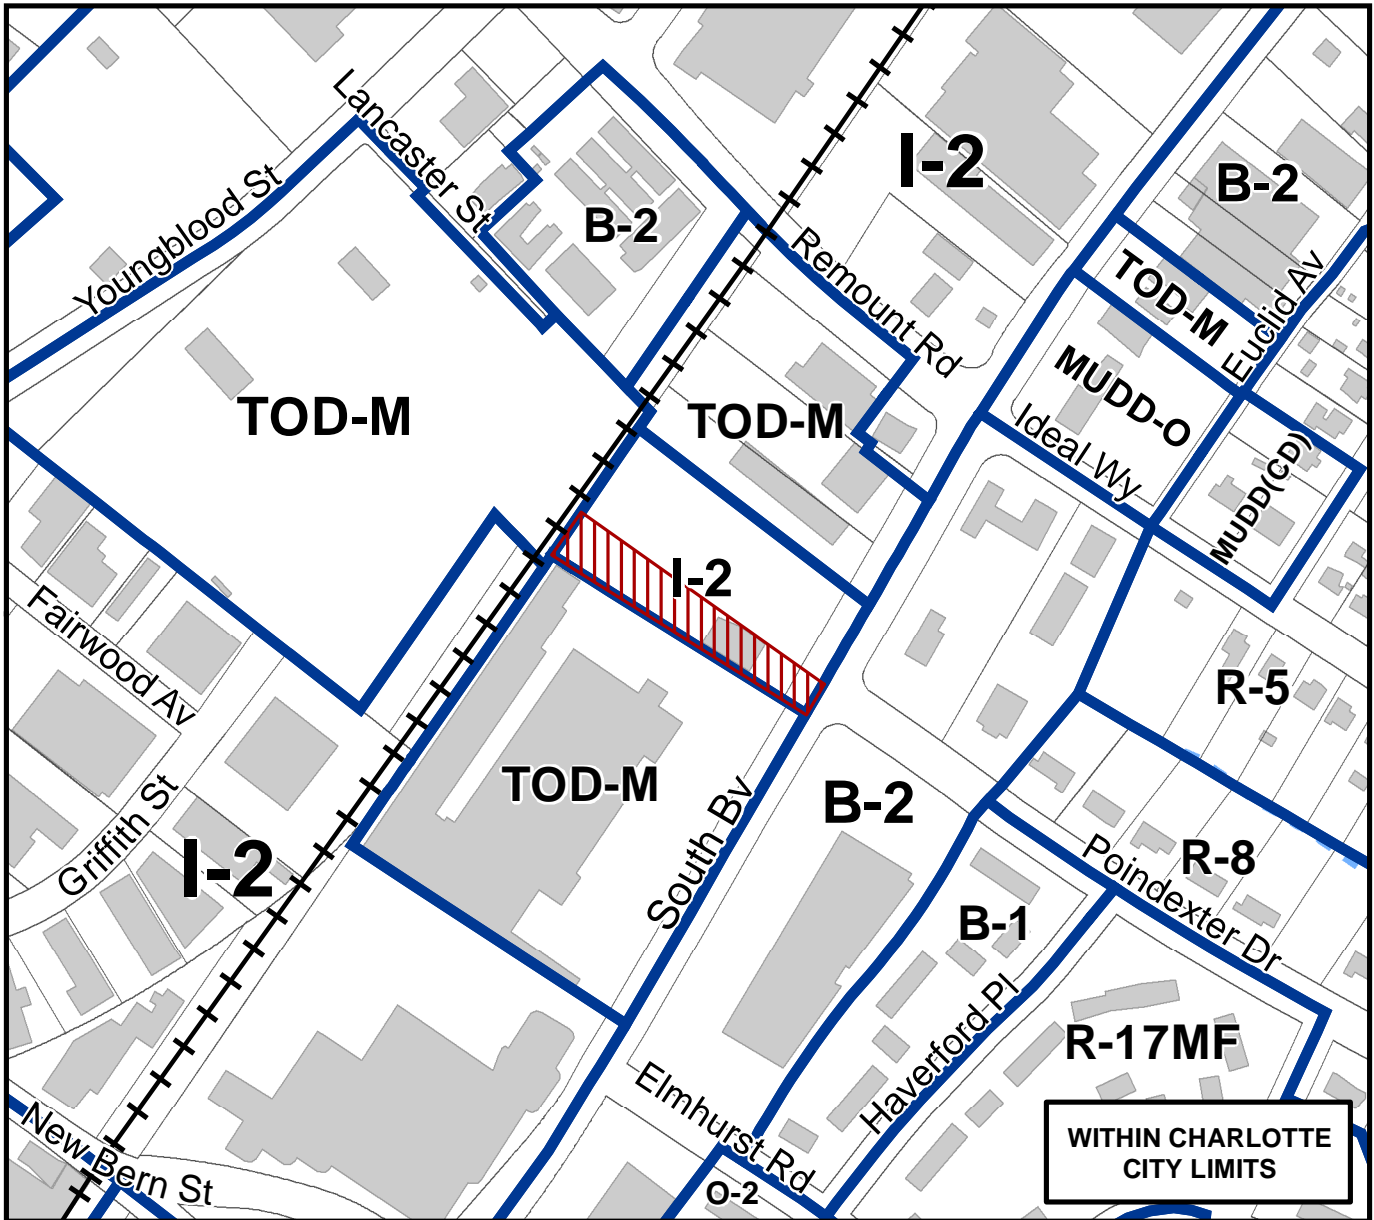 Lancaster St
I-2
B-2
Youngblood St
B-2
Remount Rd
TOD-M
Euclid Av
TOD-M
TOD-M
MUDD-O
Ideal Wy
MUDD(CD)
I-2
Fairwood Av
R-5
TOD-M
B-2
South Bv
Griffith St
I-2
Poindexter Dr
R-8
B-1
Haverford Pl
R-17MF
Elmhurst Rd
New Bern St
O-2
WITHIN CHARLOTTE
CITY LIMITS